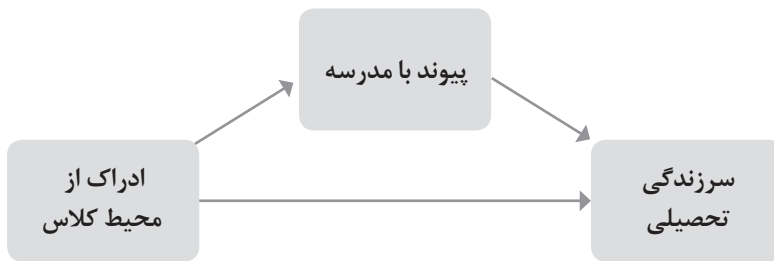 پیوند با مدرسه
ادراک از
محیط کلاس
سرزندگی
تحصیلی